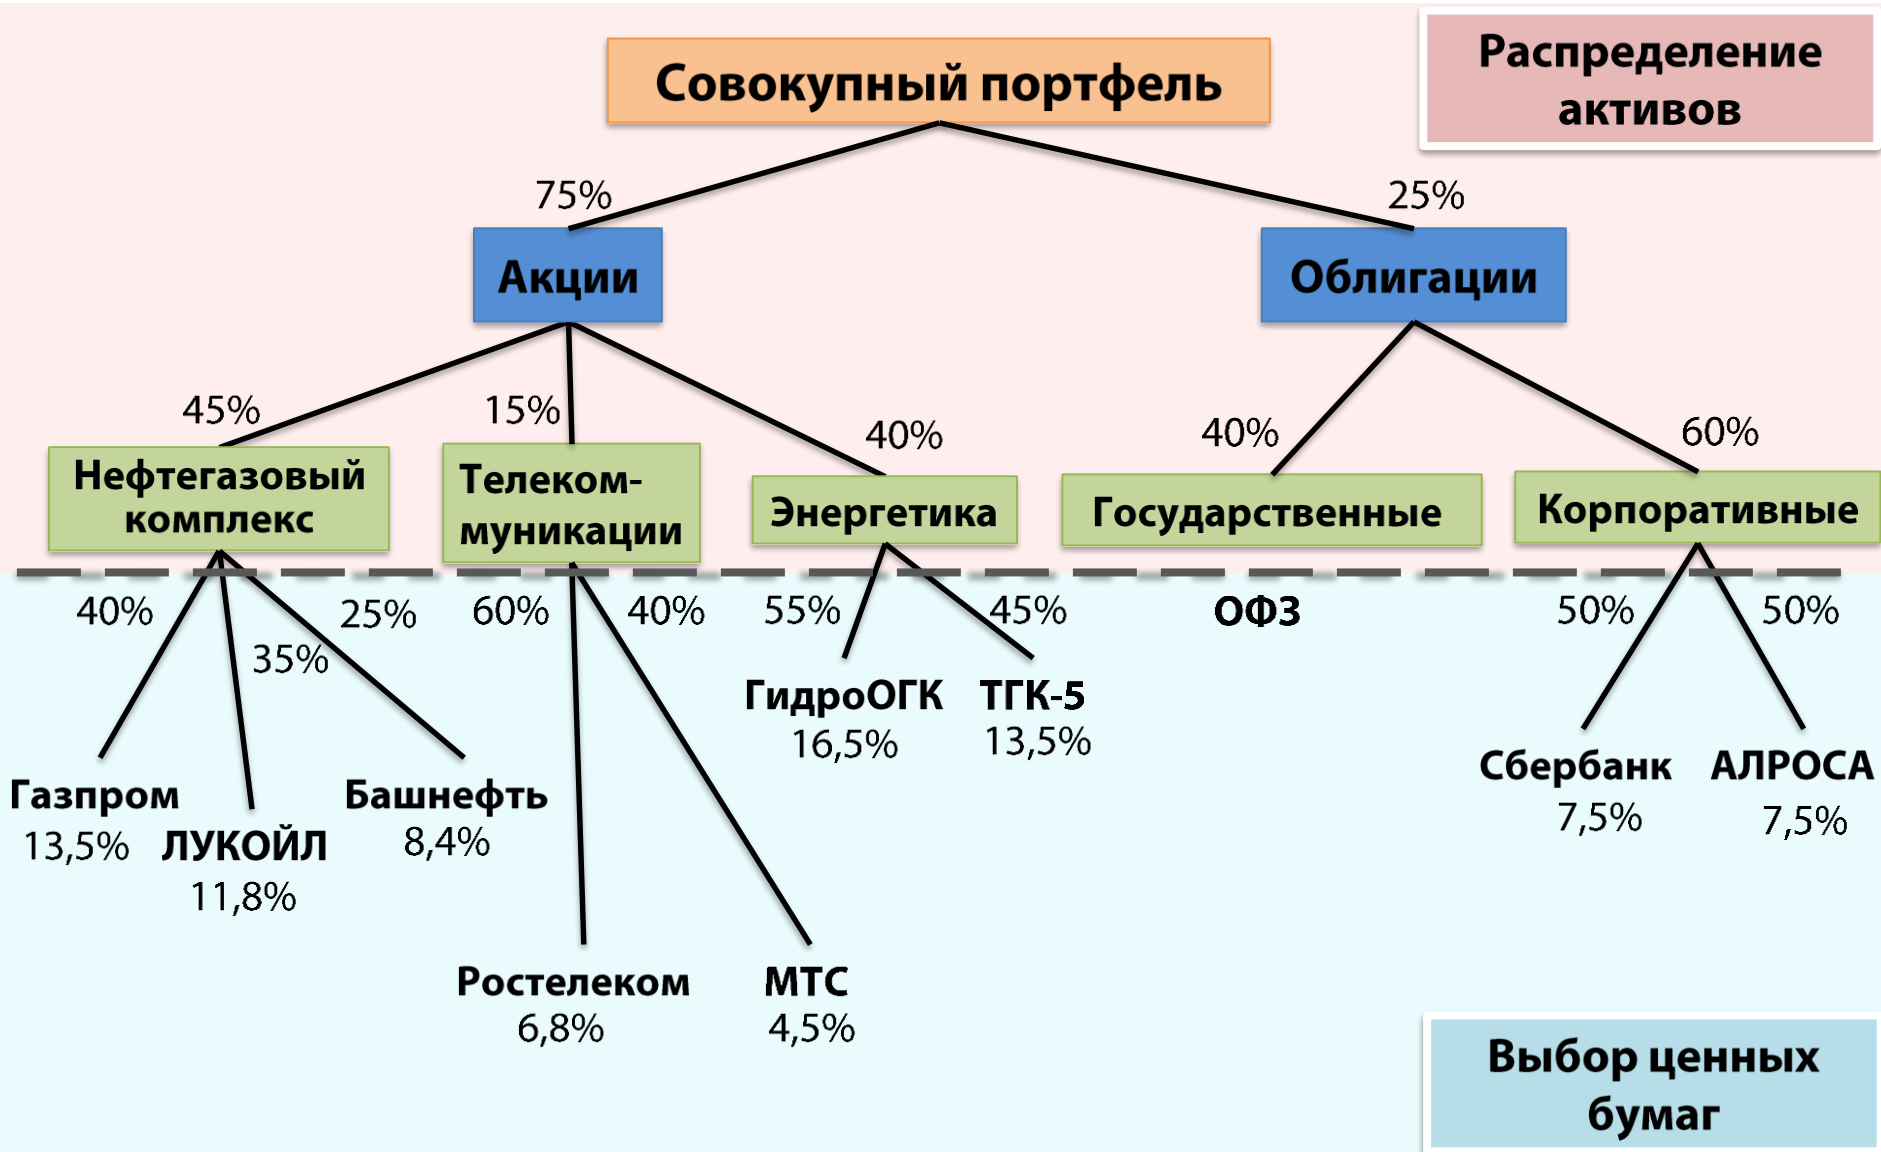 Совокупный портфель
Распределение
активов
75%
25%
Акции
Облигации
45%
15%
40%
40%
60%
Нефтегазовый
комплекс
Телеком-
муникации
Энергетика
Государственные
Корпоративные
40%
35%
25%
60%
40%
55%
45%
ОФЗ
50%
50%
ГидроОГК
16,5%
ТГК-5
13,5%
Газпром
13,5%
ЛУКОЙЛ
11,8%
Башнефть
8,4%
Сбербанк
7,5%
АЛРОСА
7,5%
Ростелеком
6,8%
МТС
4,5%
Выбор ценных
бумаг